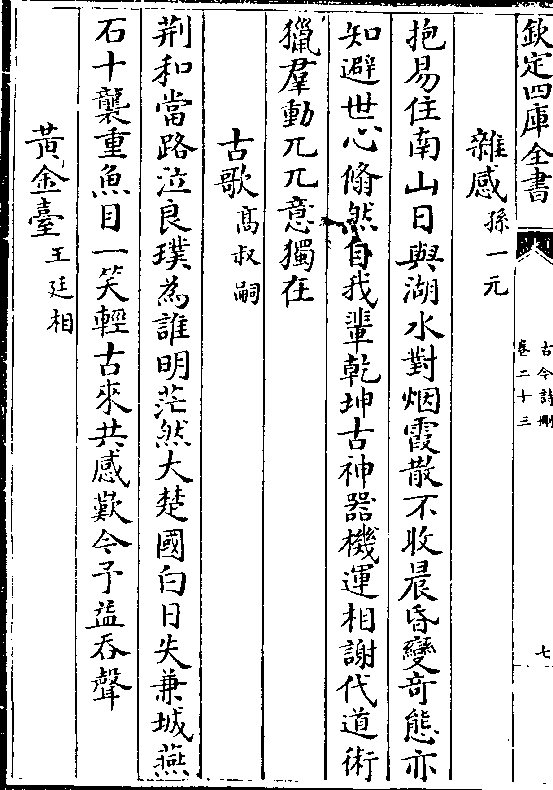 欽定四庫全書
古今詩刪
卷二十三
七
雜感孫一元
抱易住南山日與湖水對烟霞散不收晨昏變奇態亦
知避世心翛然自我輩乾坤古神器機運相謝代道術
獵羣動兀兀意獨在
古歌高叔嗣
荆和當路泣良璞為誰明茫然大楚國白日失兼城燕
石十襲重魚目一笑輕古來共感歎今予益吞聲
黃金臺王廷相